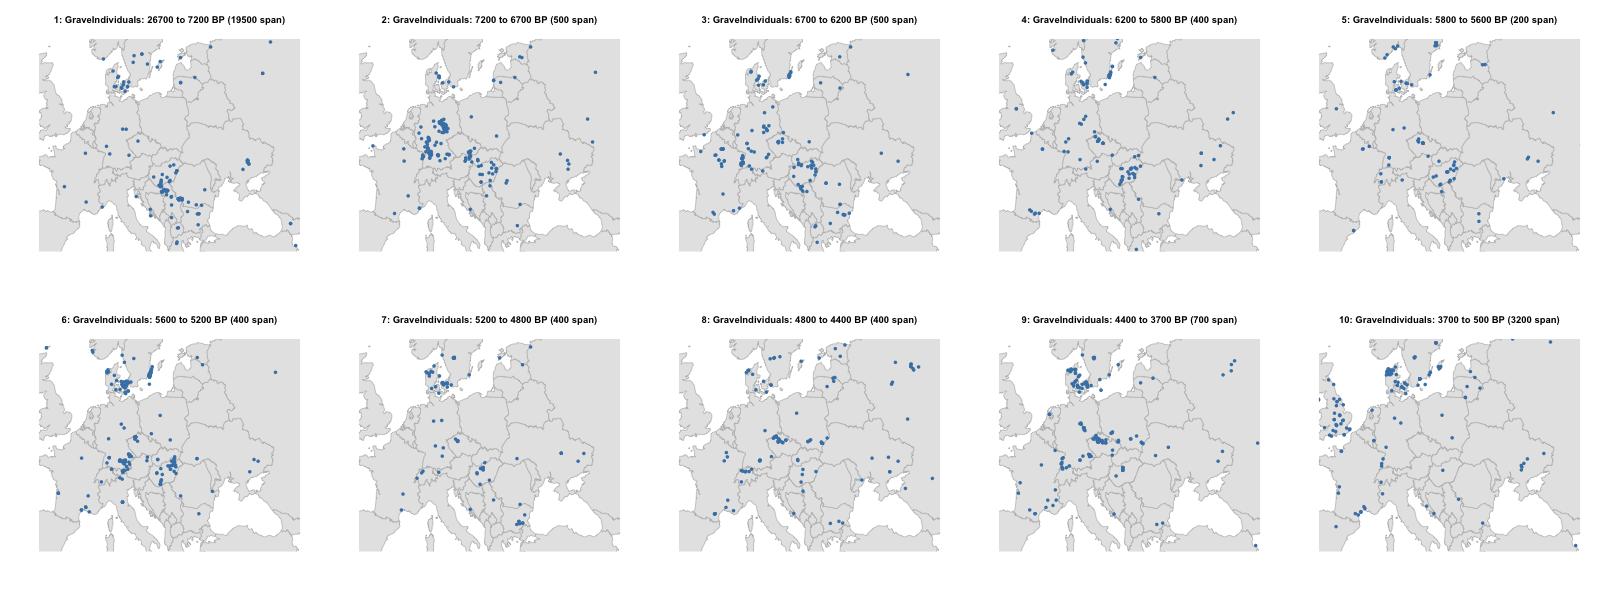 1: GraveIndividuals: 26700 to 7200 BP (19500 span)
2: GraveIndividuals: 7200 to 6700 BP (500 span)
3: GraveIndividuals: 6700 to 6200 BP (500 span)
4: GraveIndividuals: 6200 to 5800 BP (400 span)
5: GraveIndividuals: 5800 to 5600 BP (200 span)
6: GraveIndividuals: 5600 to 5200 BP (400 span)
7: GraveIndividuals: 5200 to 4800 BP (400 span)
8: GraveIndividuals: 4800 to 4400 BP (400 span)
9: GraveIndividuals: 4400 to 3700 BP (700 span)
10: GraveIndividuals: 3700 to 500 BP (3200 span)